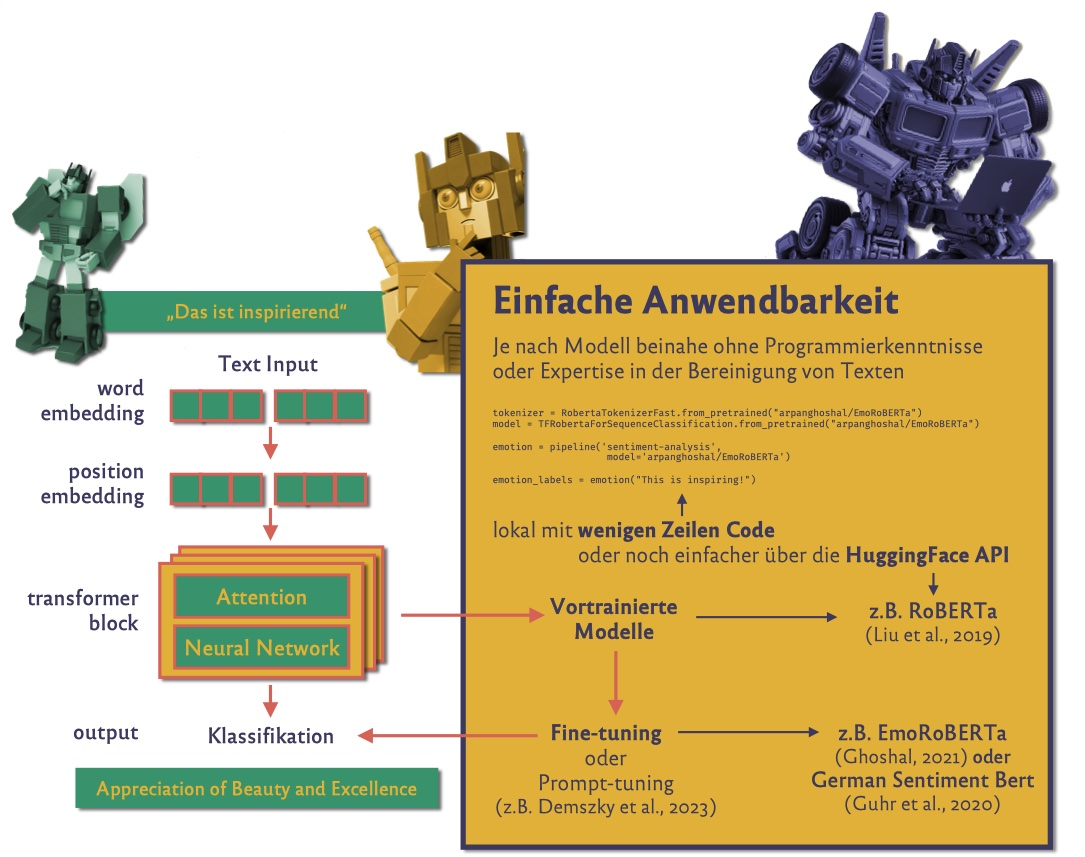 „Das ist inspirierend“
Text Input
word
embedding
position
embedding
transformer
block
Attention
Neural Network
output
Klassifikation
Appreciation of Beauty and Excellence
Einfache Anwendbarkeit
Je nach Modell beinahe ohne Programmierkenntnisse
oder Expertise in der Bereinigung von Texten
tokenizer = RobertaTokenizerFast.from_pretrained("arpanghoshal/EmoRoBERTa")
model = TFRobertaForSequenceClassification.from_pretrained("arpanghoshal/EmoRoBERTa")
emotion = pipeline('sentiment-analysis',
model='arpanghoshal/EmoRoBERTa')
emotion_labels = emotion("This is inspiring!")
lokal mit wenigen Zeilen Code
oder noch einfacher über die HuggingFace API
Vortrainierte
Modelle
z.B. RoBERTa
(Liu et al., 2019)
Fine-tuning
oder
Prompt-tuning
(z.B. Demszky et al., 2023)
z.B. EmoRoBERTa
(Ghoshal, 2021) oder
German Sentiment Bert
(Guhr et al., 2020)